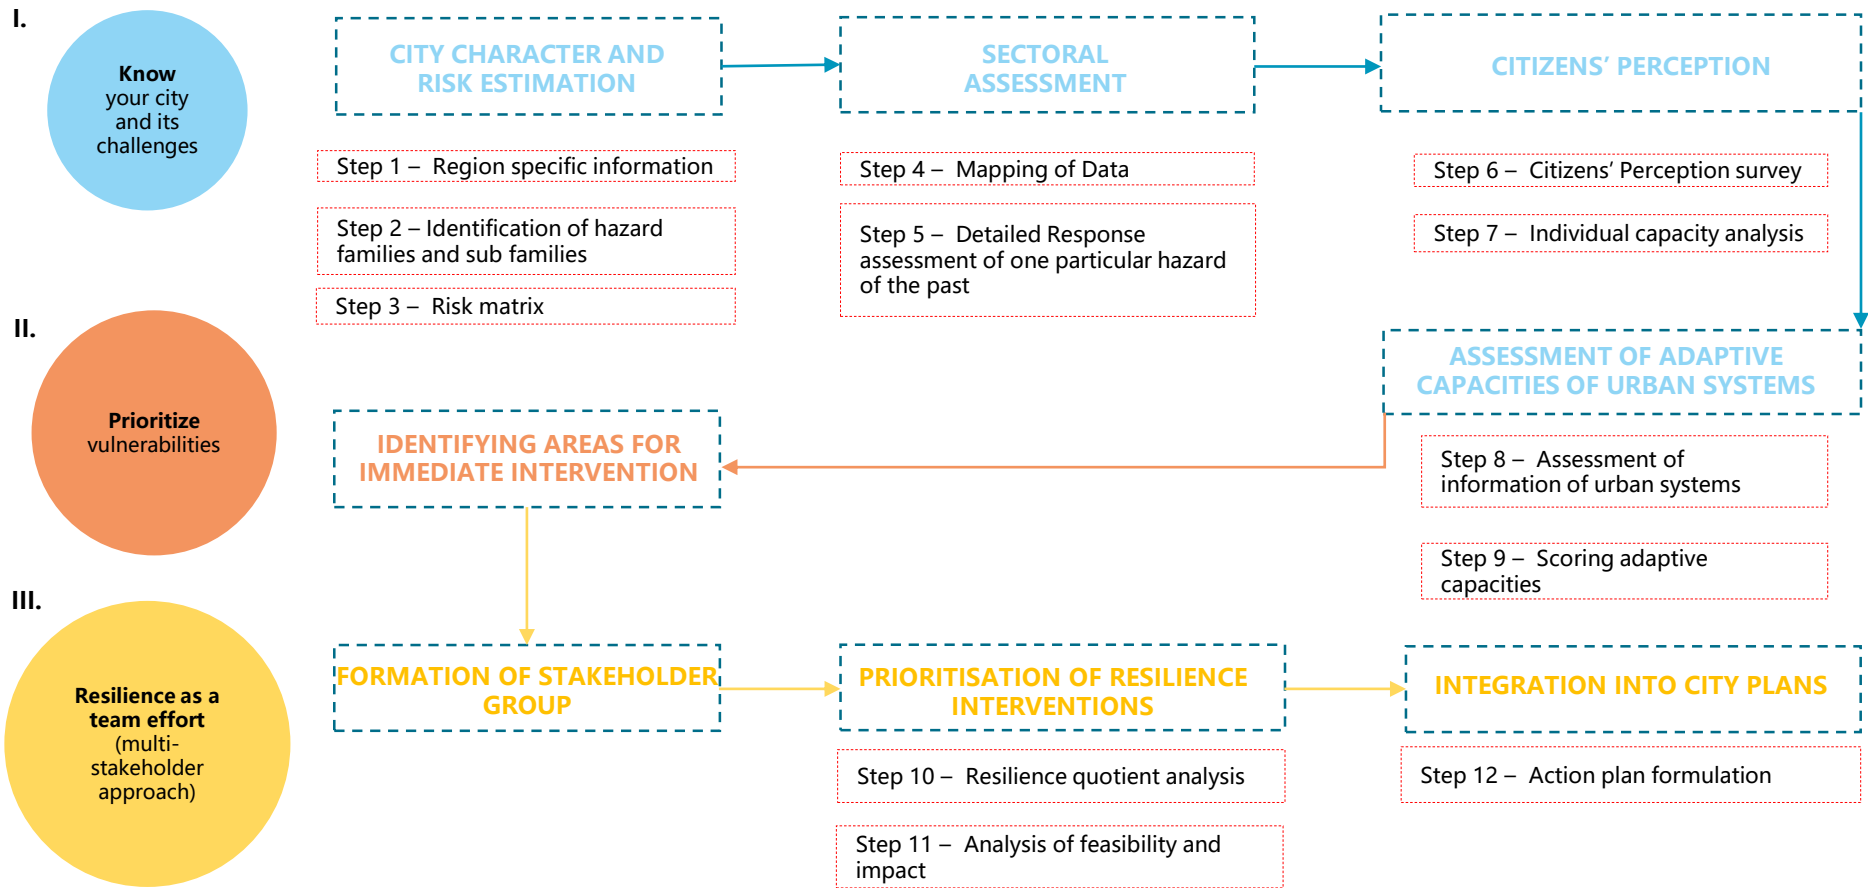 I.
Know
your city
and its
challenges
CITY CHARACTER AND
RISK ESTIMATION
SECTORAL
ASSESSMENT
CITIZENS’ PERCEPTION
Step 1 – Region specific information
Step 2 – Identification of hazard
families and sub families
Step 3 – Risk matrix
Step 4 – Mapping of Data
Step 5 – Detailed Response
assessment of one particular hazard
of the past
Step 6 – Citizens’ Perception survey
Step 7 – Individual capacity analysis
II.
Prioritize
vulnerabilities
ASSESSMENT OF ADAPTIVE
CAPACITIES OF URBAN SYSTEMS
IDENTIFYING AREAS FOR
IMMEDIATE INTERVENTION
Step 8 – Assessment of
information of urban systems
Step 9 – Scoring adaptive
capacities
III.
Resilience as a
team effort
(multi-
stakeholder
approach)
FORMATION OF STAKEHOLDER
GROUP
PRIORITISATION OF RESILIENCE
INTERVENTIONS
INTEGRATION INTO CITY PLANS
Step 10 – Resilience quotient analysis
Step 11 – Analysis of feasibility and
impact
Step 12 – Action plan formulation